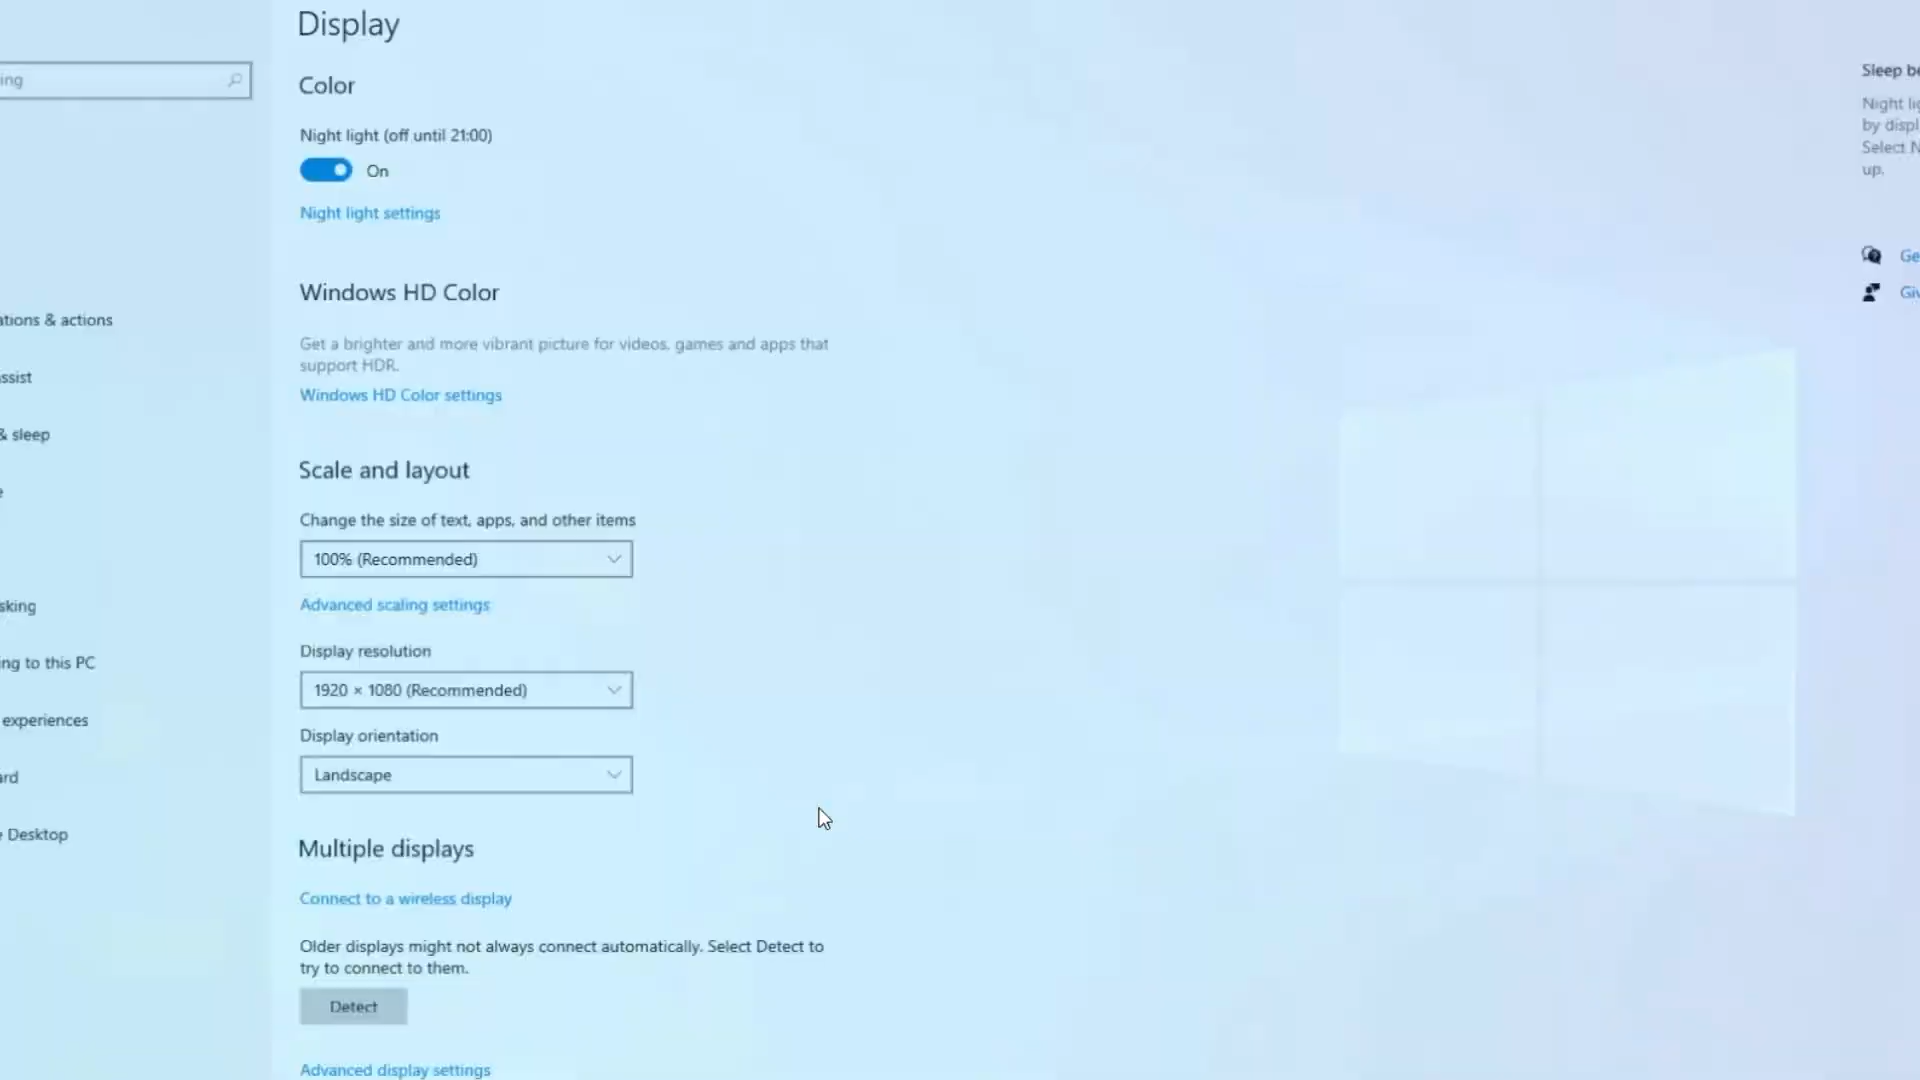 Display
Color
Night light (off until 21:00)
On
Night light settings
Windows HD Color
Get a brighter and more vibrant picture for videos, games and apps that
support HDR.
Windows HD Color settings
Scale and layout
Change the size of text, apps, and other items
100% (Recommended)
Advanced scaling settings
Display resolution
1920 × 1080 (Recommended)
Display orientation
Landscape
Multiple displays
Connect to a wireless display
Older displays might not always connect automatically. Select Detect to
try to connect to them.
Detect
Advanced display settings
ing
ations & actions
ssist
& sleep
e
sking
ing to this PC
experiences
ard
e Desktop
Sleep be
Night lig
by displ
Select N
up.
Ge
Giv